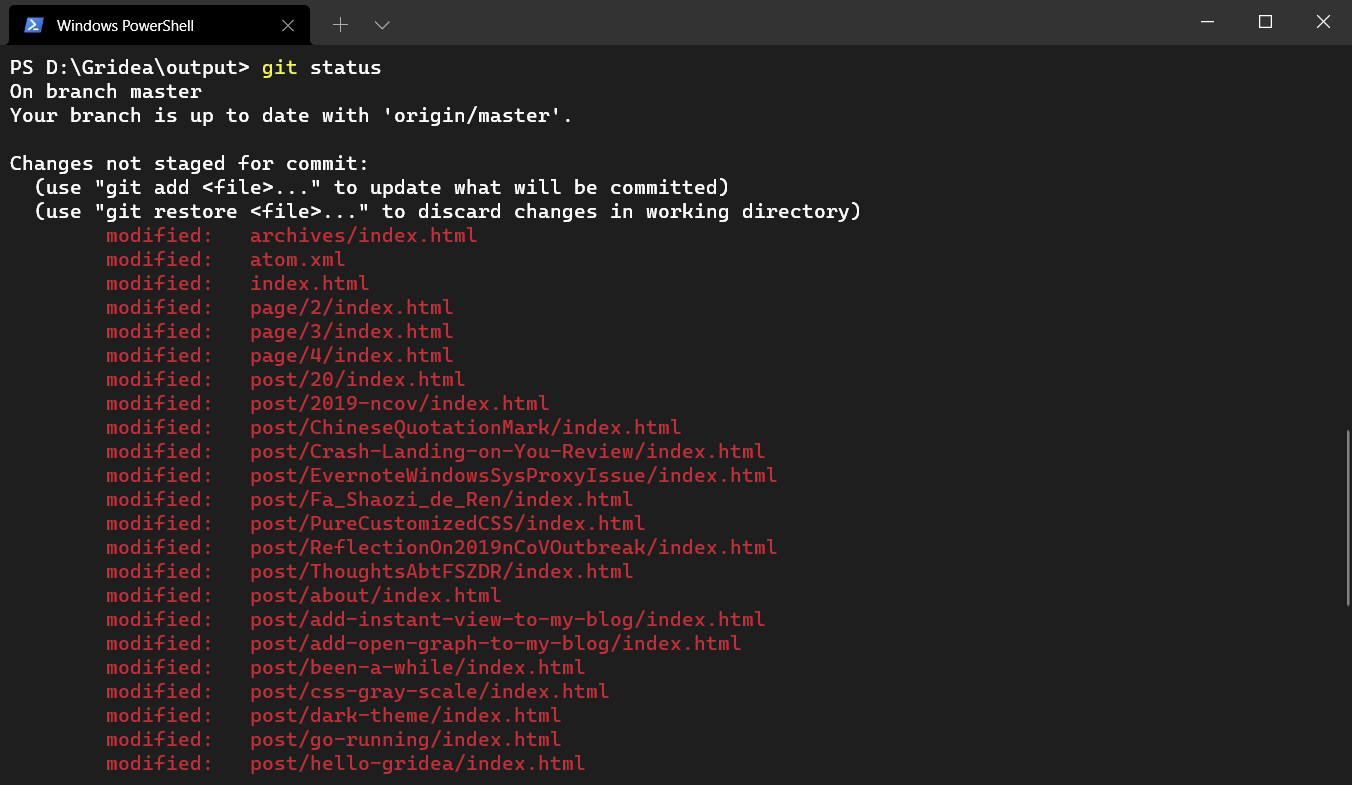 Windows PowerShell
PS D:\Gridea\output> git status
On branch master
Your branch is up to date with 'origin/master'.
Changes not staged for commit:
(use "git add <file>..." to update what will be committed)
(use "git restore <file>..." to discard changes in working directory)
modified: archives/index.html
modified: atom.xml
modified: index.html
modified: page/2/index.html
modified: page/3/index.html
modified: page/4/index.html
modified: post/20/index.html
modified: post/2019-ncov/index.html
modified: post/ChineseQuotationMark/index.html
modified: post/Crash-Landing-on-You-Review/index.html
modified: post/EvernoteWindowsSysProxyIssue/index.html
modified: post/Fa_Shaozi_de_Ren/index.html
modified: post/PureCustomizedCSS/index.html
modified: post/ReflectionOn2019nCoVOutbreak/index.html
modified: post/ThoughtsAbtFSZDR/index.html
modified: post/about/index.html
modified: post/add-instant-view-to-my-blog/index.html
modified: post/add-open-graph-to-my-blog/index.html
modified: post/been-a-while/index.html
modified: post/css-gray-scale/index.html
modified: post/dark-theme/index.html
modified: post/go-running/index.html
modified: post/hello-gridea/index.html